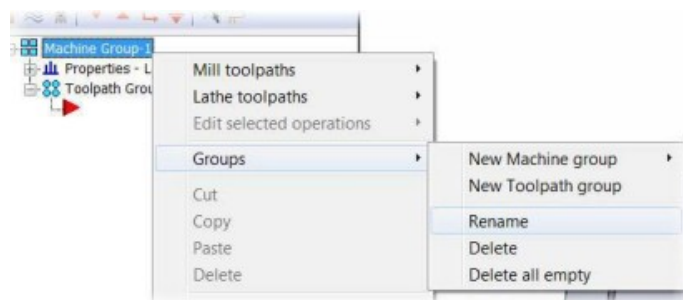 Machine Group-1
Properties - L
Toolpath Grou
Mill toolpaths
Lathe toolpaths
Edit selected operations
Groups
Cut
Copy
Paste
Delete
New Machine group
New Toolpath group
Rename
Delete
Delete all empty